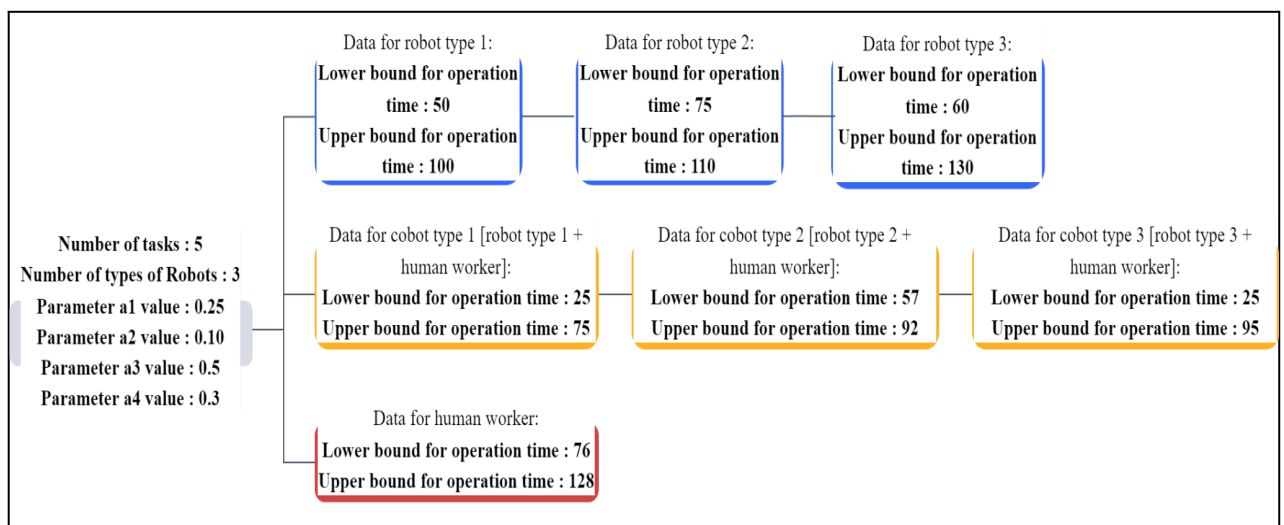 Number of tasks : 5
Number of types of Robots : 3
Parameter a1 value : 0.25
Parameter a2 value : 0.10
Parameter a3 value : 0.5
Parameter a4 value : 0.3
Data for robot type 1:
Lower bound for operation
time : 50
Upper bound for operation
time : 100
Data for robot type 2:
Lower bound for operation
time : 75
Upper bound for operation
time : 110
Data for robot type 3:
Lower bound for operation
time : 60
Upper bound for operation
time : 130
Data for cobot type 1 [robot type 1 +
human worker]:
Lower bound for operation time : 25
Upper bound for operation time : 75
Data for cobot type 2 [robot type 2 +
human worker]:
Lower bound for operation time : 57
Upper bound for operation time : 92
Data for cobot type 3 [robot type 3 +
human worker]:
Lower bound for operation time : 25
Upper bound for operation time : 95
Data for human worker:
Lower bound for operation time : 76
Upper bound for operation time : 128